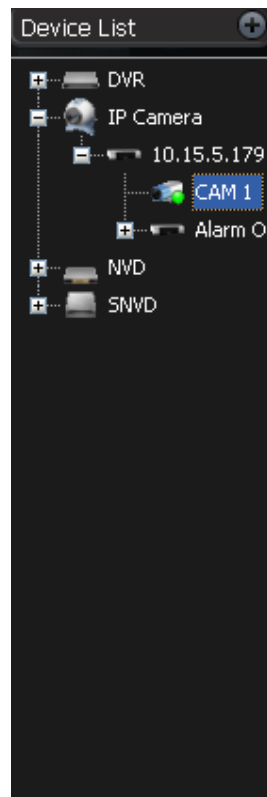 Device List
DVR
IP Camera
10.15.5.179
CAM 1
Alarm O
NVD
SNVD